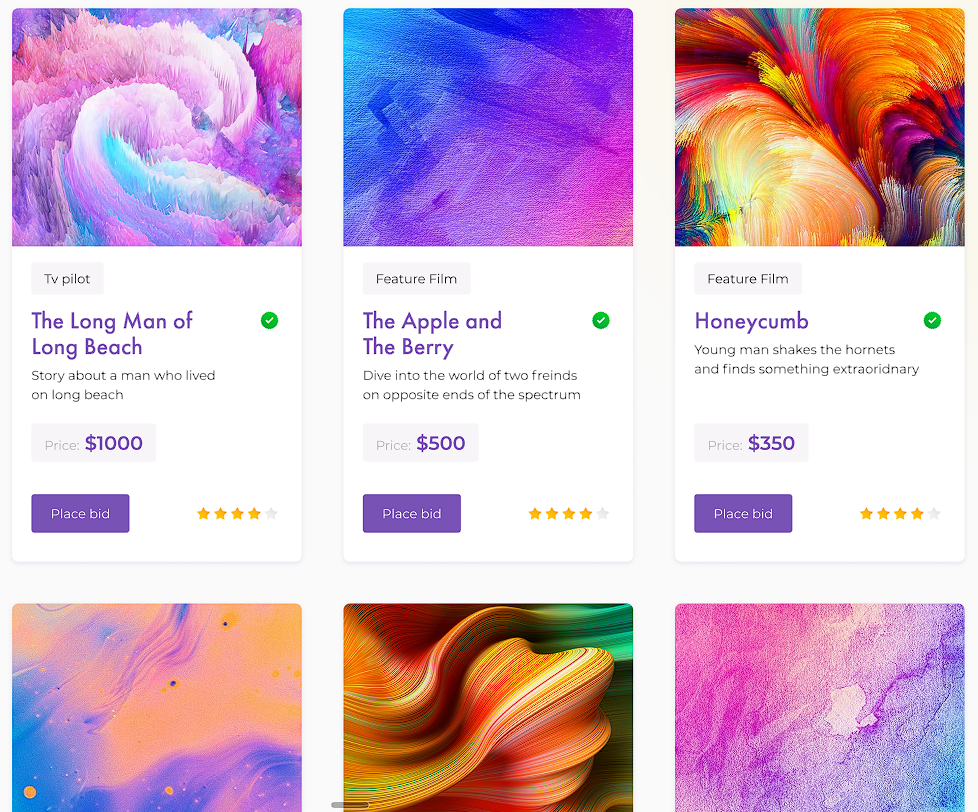 Tv pilot
The Long Man of
Long Beach
Story about a man who lived
on long beach
Price: $1000
Place bid
Feature Film
The Apple and
The Berry
Dive into the world of two freinds
on opposite ends of the spectrum
Price: $500
Place bid
Feature Film
Honeycumb
Young man shakes the hornets
and finds something extraoridnary
Price: $350
Place bid